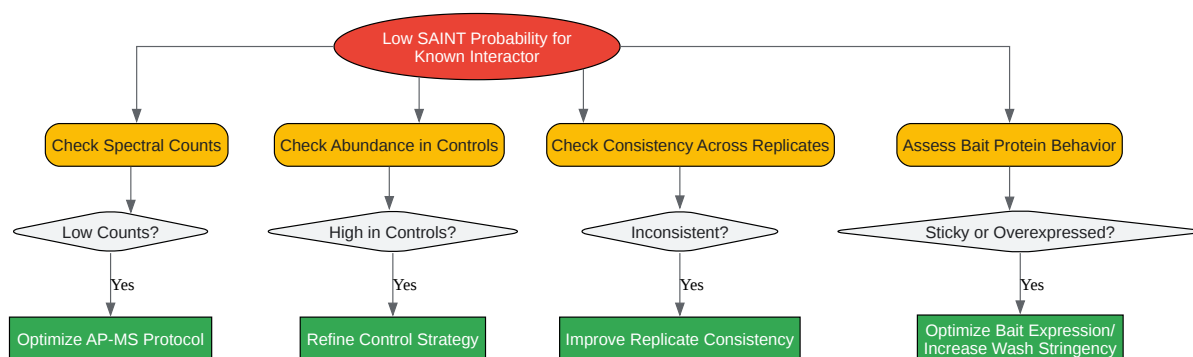 Low SAINT Probability for
Known Interactor
Check Spectral Counts
Check Abundance in Controls
Check Consistency Across Replicates
Assess Bait Protein Behavior
Low Counts?
High in Controls?
Inconsistent?
Sticky or Overexpressed?
Yes
Yes
Yes
Yes
Optimize AP-MS Protocol
Refine Control Strategy
Improve Replicate Consistency
Optimize Bait Expression/
Increase Wash Stringency